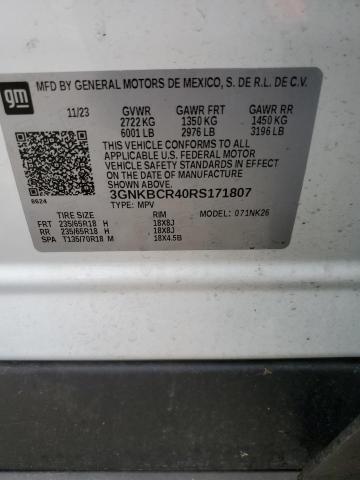 gm
MFD BY GENERAL MOTORS DE MEXICO, S. DE R.L. DE C.V.
11/23 GVWR GAWR FRT GAWR RR
2722 KG 1350 KG 1450 KG
6001 LB 2976 LB 3196 LB
THIS VEHICLE CONFORMS TO ALL
APPLICABLE U.S. FEDERAL MOTOR
VEHICLE SAFETY STANDARDS IN EFFECT
ON THE DATE OF MANUFACTURE
SHOWN ABOVE.
3GNKBCR40RS171807
8624 TYPE: MPV
TIRE SIZE RIM MODEL: 071NK26
FRT 235/65R18 H 18X8J
RR 235/65R18 H 18X8J
SPA T135/70R18 M 18X4.5B